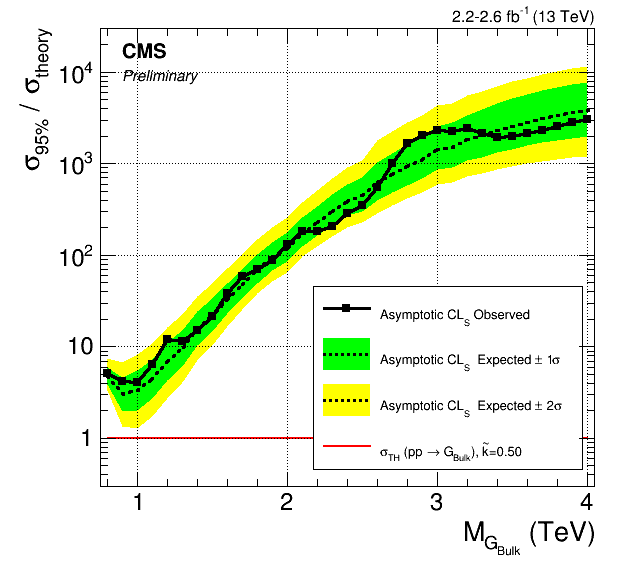 2.2-2.6 fb⁻¹ (13 TeV)
CMS
Preliminary
σ95% / σtheory
10⁴
10³
10²
10
1
Asymptotic CLS Observed
Asymptotic CLS Expected ± 1σ
Asymptotic CLS Expected ± 2σ
σTH (pp → GBulk), k̃=0.50
1 2 3 4
MGBulk (TeV)